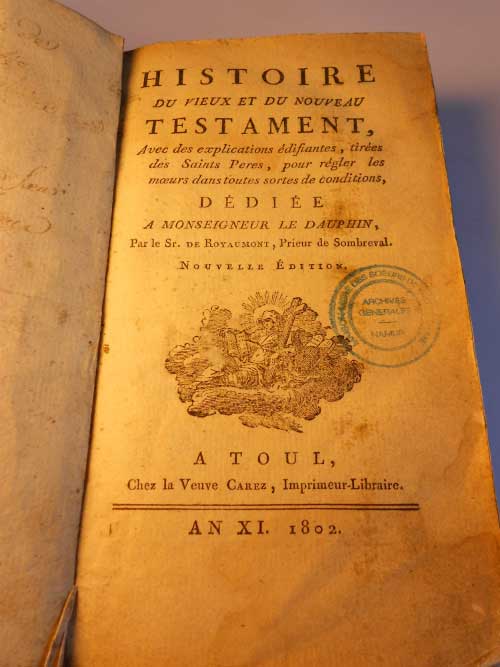 HISTOIRE
DU VIEUX ET DU NOUVEAU
TESTAMENT,
Avec des explications édifiantes, tirées
des Saints Peres, pour régler les
mœurs dans toutes sortes de conditions,
DÉDIÉE
A MONSEIGNEUR LE DAUPHIN,
Par le Sr. DE ROYAUMONT, Prieur de Sombreval.
NOUVELLE ÉDITION.
ARCHIVES
GENERALES
NAMUR
A TOUL,
Chez la Veuve CAREZ, Imprimeur-Libraire.
AN XI. 1802.